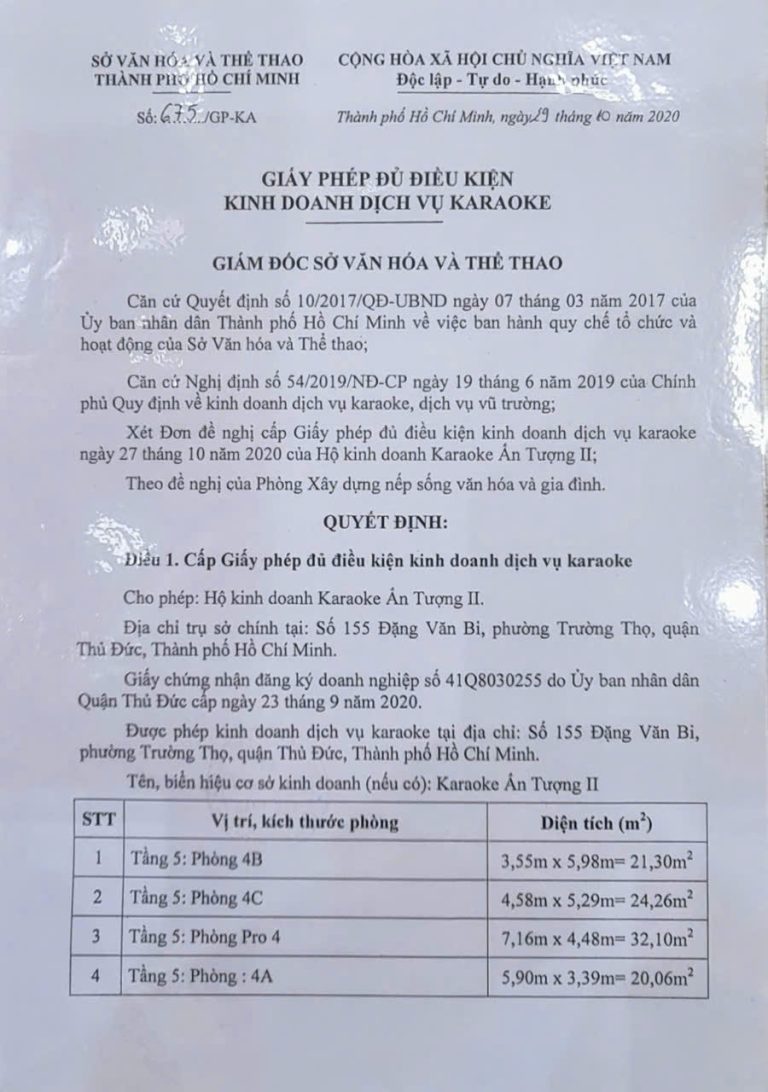 SỞ VĂN HÓA VÀ THỂ THAO
THÀNH PHỐ HỒ CHÍ MINH
Số: 675/GP-KA
CỘNG HÒA XÃ HỘI CHỦ NGHĨA VIỆT NAM
Độc lập - Tự do - Hạnh phúc
Thành phố Hồ Chí Minh, ngày 29 tháng 10 năm 2020
GIẤY PHÉP ĐỦ ĐIỀU KIỆN
KINH DOANH DỊCH VỤ KARAOKE
GIÁM ĐỐC SỞ VĂN HÓA VÀ THỂ THAO
Căn cứ Quyết định số 10/2017/QĐ-UBND ngày 07 tháng 03 năm 2017 của
Ủy ban nhân dân Thành phố Hồ Chí Minh về việc ban hành quy chế tổ chức và
hoạt động của Sở Văn hóa và Thể thao;
Căn cứ Nghị định số 54/2019/NĐ-CP ngày 19 tháng 6 năm 2019 của Chính
phủ Quy định về kinh doanh dịch vụ karaoke, dịch vụ vũ trường;
Xét Đơn đề nghị cấp Giấy phép đủ điều kiện kinh doanh dịch vụ karaoke
ngày 27 tháng 10 năm 2020 của Hộ kinh doanh Karaoke Ấn Tượng II;
Theo đề nghị của Phòng Xây dựng nếp sống văn hóa và gia đình.
QUYẾT ĐỊNH:
Điều 1. Cấp Giấy phép đủ điều kiện kinh doanh dịch vụ karaoke
Cho phép: Hộ kinh doanh Karaoke Ấn Tượng II.
Địa chỉ trụ sở chính tại: Số 155 Đặng Văn Bi, phường Trường Thọ, quận
Thủ Đức, Thành phố Hồ Chí Minh.
Giấy chứng nhận đăng ký doanh nghiệp số 41Q8030255 do Ủy ban nhân dân
Quận Thủ Đức cấp ngày 23 tháng 9 năm 2020.
Được phép kinh doanh dịch vụ karaoke tại địa chỉ: Số 155 Đặng Văn Bi,
phường Trường Thọ, quận Thủ Đức, Thành phố Hồ Chí Minh.
Tên, biển hiệu cơ sở kinh doanh (nếu có): Karaoke Ấn Tượng II
STT Vị trí, kích thước phòng Diện tích (m²)
1 Tầng 5: Phòng 4B 3,55m x 5,98m= 21,30m²
2 Tầng 5: Phòng 4C 4,58m x 5,29m= 24,26m²
3 Tầng 5: Phòng Pro 4 7,16m x 4,48m= 32,10m²
4 Tầng 5: Phòng : 4A 5,90m x 3,39m= 20,06m²